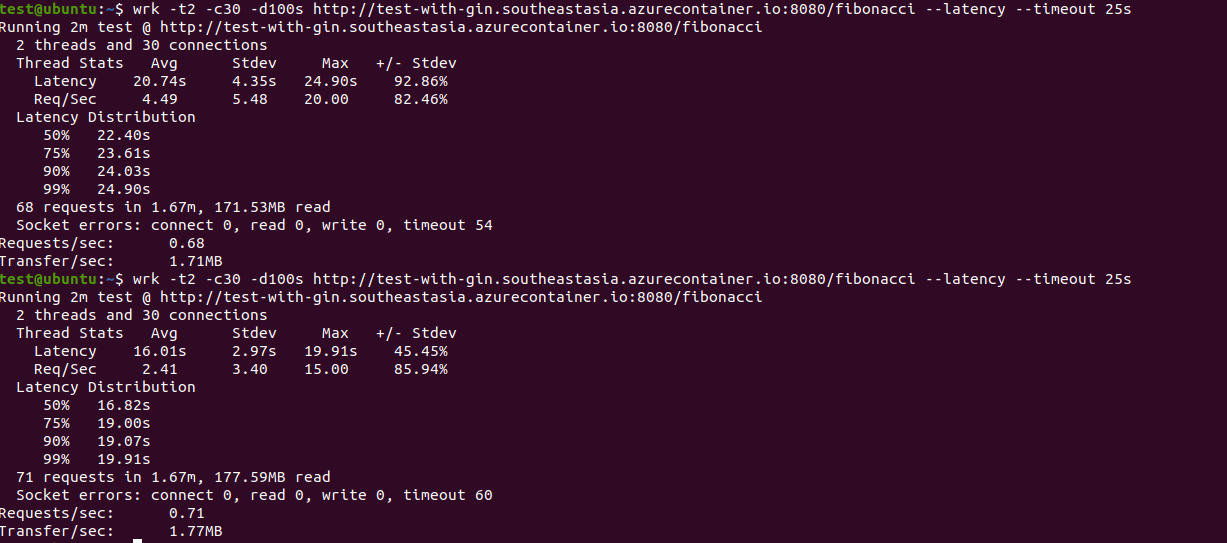 test@ubuntu:~$ wrk -t2 -c30 -d100s http://test-with-gin.southeastasia.azurecontainer.io:8080/fibonacci --latency --timeout 25s
Running 2m test @ http://test-with-gin.southeastasia.azurecontainer.io:8080/fibonacci
  2 threads and 30 connections
  Thread Stats   Avg      Stdev     Max   +/- Stdev
    Latency    20.74s     4.35s   24.90s    92.86%
    Req/Sec     4.49      5.48    20.00     82.46%
  Latency Distribution
     50%   22.40s
     75%   23.61s
     90%   24.03s
     99%   24.90s
  68 requests in 1.67m, 171.53MB read
  Socket errors: connect 0, read 0, write 0, timeout 54
Requests/sec:      0.68
Transfer/sec:      1.71MB
test@ubuntu:~$ wrk -t2 -c30 -d100s http://test-with-gin.southeastasia.azurecontainer.io:8080/fibonacci --latency --timeout 25s
Running 2m test @ http://test-with-gin.southeastasia.azurecontainer.io:8080/fibonacci
  2 threads and 30 connections
  Thread Stats   Avg      Stdev     Max   +/- Stdev
    Latency    16.01s     2.97s   19.91s    45.45%
    Req/Sec     2.41      3.40    15.00     85.94%
  Latency Distribution
     50%   16.82s
     75%   19.00s
     90%   19.07s
     99%   19.91s
  71 requests in 1.67m, 177.59MB read
  Socket errors: connect 0, read 0, write 0, timeout 60
Requests/sec:      0.71
Transfer/sec:      1.77MB